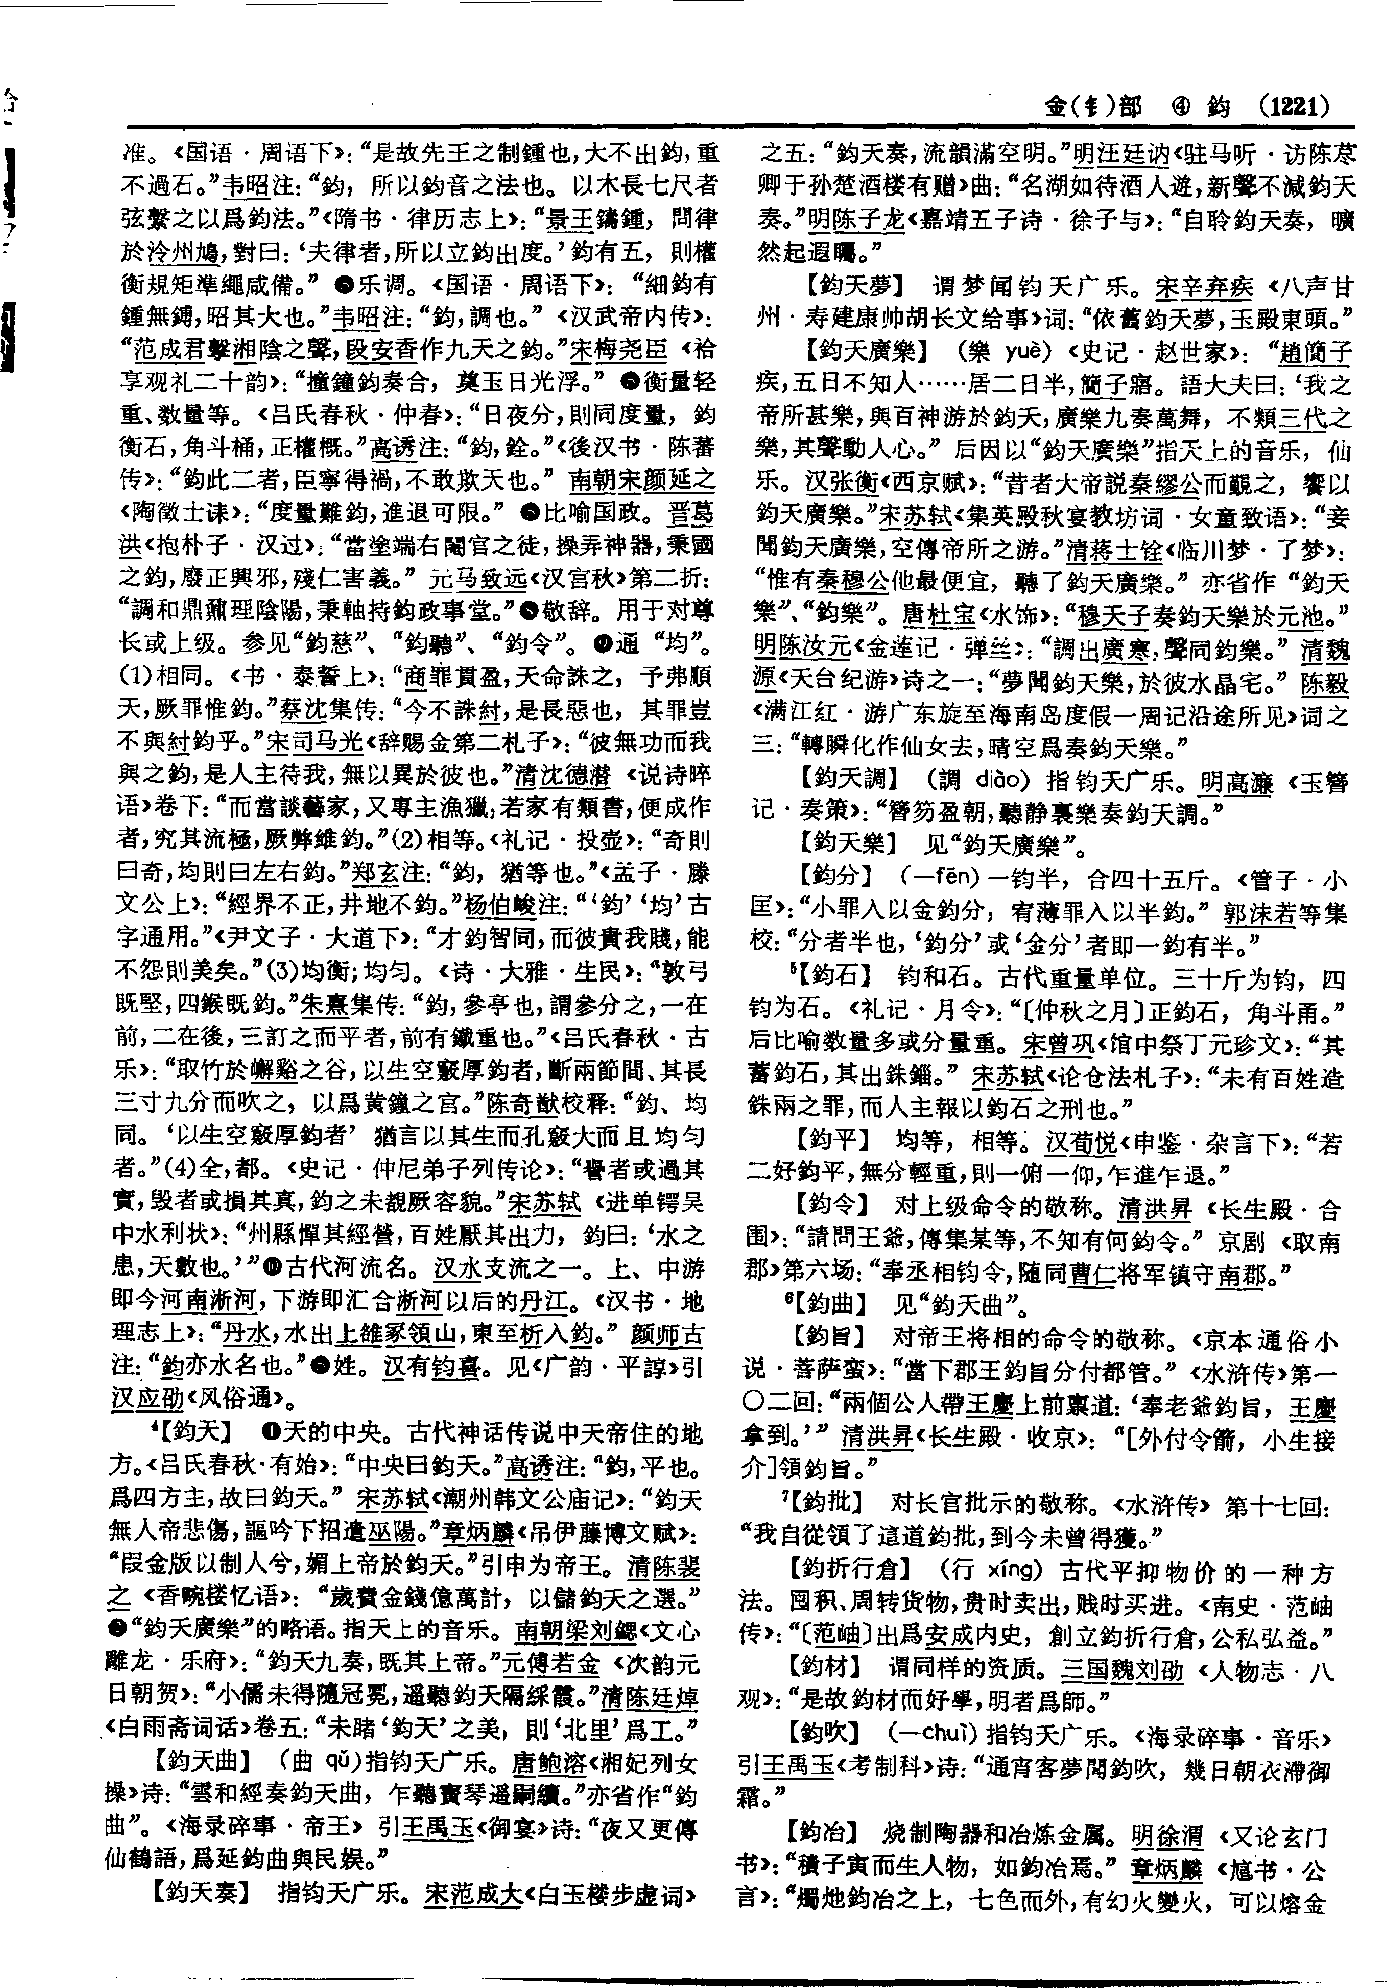 金(钅)部 ④ 鈞 (1221)
准。《国语·周语下》：“是故先王之制鍾也，大不出鈞，重
不過石。”韦昭注：“鈞，所以鈞音之法也。以木長七尺者
弦繫之以爲鈞法。”《隋书·律历志上》：“景王鑄鍾，問律
於泠州鳩，對曰：‘夫律者，所以立鈞出度。’鈞有五，則權
衡規矩準繩咸備。” ❺乐调。《国语·周语下》：“細鈞有
鍾無鎛，昭其大也。”韦昭注：“鈞，調也。”《汉武帝内传》：
“范成君擊湘陰之磬，段安香作九天之鈞。”宋梅尧臣《袷
享观礼二十韵》：“撞鐘鈞奏合，奠玉日光浮。” ❻衡量轻
重、数量等。《吕氏春秋·仲春》：“日夜分，則同度量，鈞
衡石，角斗桶，正權概。”高诱注：“鈞，銓。”《後汉书·陈蕃
传》：“鈞此二者，臣寧得禍，不敢欺天也。” 南朝宋颜延之
《陶徵士诔》：“度量難鈞，進退可限。” ❼比喻国政。晋葛
洪《抱朴子·汉过》：“當塗端右閹官之徒，操弄神器，秉國
之鈞，廢正興邪，殘仁害義。” 元马致远《汉宫秋》第二折：
“調和鼎鼐理陰陽，秉軸持鈞政事堂。”❽敬辞。用于对尊
长或上级。参见“鈞慈”、“鈞聽”、“鈞令”。❾通“均”。
(1)相同。《书·泰誓上》：“商罪貫盈，天命誅之，予弗順
天，厥罪惟鈞。”蔡沈集传：“今不誅紂，是長惡也，其罪豈
不與紂鈞乎。”宋司马光《辞赐金第二札子》：“彼無功而我
與之鈞，是人主待我，無以異於彼也。”清沈德潜《说诗晬
语》卷下：“而當談藝家，又專主漁獵；若家有類書，便成作
者，究其流極，厥弊維鈞。”(2)相等。《礼记·投壶》：“奇則
曰奇，均則曰左右鈞。”郑玄注：“鈞，猶等也。”《孟子·滕
文公上》：“經界不正，井地不鈞。”杨伯峻注：“‘鈞’‘均’古
字通用。”《尹文子·大道下》：“才鈞智同，而彼貴我賤，能
不怨則美矣。”(3)均衡；均匀。《诗·大雅·生民》：“敦弓
既堅，四鍭既鈞。”朱熹集传：“鈞，參亭也，謂參分之，一在
前，二在後，三訂之而平者，前有鐵重也。”《吕氏春秋·古
乐》：“取竹於嶰谿之谷，以生空竅厚鈞者，斷兩節間、其長
三寸九分而吹之，以爲黄鐘之宫。”陈奇猷校释：“鈞、均
同。‘以生空竅厚鈞者’猶言以其生而孔竅大而且均匀
者。”(4)全，都。《史记·仲尼弟子列传论》：“譽者或過其
實，毁者或損其真，鈞之未覩厥容貌。”宋苏轼《进单锷吴
中水利状》：“州縣憚其經營，百姓厭其出力，鈞曰：‘水之
患，天數也。’”❿古代河流名。汉水支流之一。上、中游
即今河南淅河，下游即汇合淅河以后的丹江。《汉书·地
理志上》：“丹水，水出上雒冢領山，東至析入鈞。” 颜师古
注：“鈞亦水名也。”⓫姓。汉有钧喜。见《广韵·平諄》引
汉应劭《风俗通》。
⁴【鈞天】 ❶天的中央。古代神话传说中天帝住的地
方。《吕氏春秋·有始》：“中央曰鈞天。”高诱注：“鈞，平也。
爲四方主，故曰鈞天。” 宋苏轼《潮州韩文公庙记》：“鈞天
無人帝悲傷，謳吟下招遣巫陽。”章炳麟《吊伊藤博文赋》：
“叚金版以制人兮，媚上帝於鈞天。”引申为帝王。清陈裴
之《香畹楼忆语》：“歲費金錢億萬計，以儲鈞天之選。”
❷“鈞天廣樂”的略语。指天上的音乐。南朝梁刘勰《文心
雕龙·乐府》：“鈞天九奏，既其上帝。”元傅若金《次韵元
日朝贺》：“小儒未得隨冠冕，遥聽鈞天隔綵霞。”清陈廷焯
《白雨斋词话》卷五：“未睹‘鈞天’之美，則‘北里’爲工。”
【鈞天曲】 (曲 qǔ)指钧天广乐。唐鲍溶《湘妃列女
操》诗：“雲和經奏鈞天曲，乍聽寶琴遥嗣續。”亦省作“鈞
曲”。《海录碎事·帝王》引王禹玉《御宴》诗：“夜又更傳
仙鶴語，爲延鈞曲與民娱。”
【鈞天奏】 指钧天广乐。宋范成大《白玉楼步虚词》
之五：“鈞天奏，流韻滿空明。”明汪廷讷《驻马听·访陈荩
卿于孙楚酒楼有赠》曲：“名湖如待酒人遊，新聲不減鈞天
奏。”明陈子龙《嘉靖五子诗·徐子与》：“自聆鈞天奏，曠
然起遐矚。”
【鈞天夢】 谓梦闻钧天广乐。宋辛弃疾《八声甘
州·寿建康帅胡长文给事》词：“依舊鈞天夢，玉殿東頭。”
【鈞天廣樂】 (樂 yuè)《史记·赵世家》：“趙簡子
疾，五日不知人……居二日半，簡子寤。語大夫曰：‘我之
帝所甚樂，與百神游於鈞天，廣樂九奏萬舞，不類三代之
樂，其聲動人心。” 后因以“鈞天廣樂”指天上的音乐，仙
乐。汉张衡《西京赋》：“昔者大帝説秦繆公而覲之，饗以
鈞天廣樂。”宋苏轼《集英殿秋宴教坊词·女童致语》：“妾
聞鈞天廣樂，空傳帝所之游。”清蒋士铨《临川梦·了梦》：
“惟有秦穆公他最便宜，聽了鈞天廣樂。” 亦省作“鈞天
樂”、“鈞樂”。唐杜宝《水饰》：“穆天子奏鈞天樂於元池。”
明陈汝元《金莲记·弹丝》：“調出廣寒，聲同鈞樂。” 清魏
源《天台纪游》诗之一：“夢聞鈞天樂，於彼水晶宅。” 陈毅
《满江红·游广东旋至海南岛度假一周记沿途所见》词之
三：“轉瞬化作仙女去，晴空爲奏鈞天樂。”
【鈞天調】 (調 diào) 指钧天广乐。明高濂《玉簪
记·奏策》：“簪笏盈朝，聽静裏樂奏鈞天調。”
【鈞天樂】 见“鈞天廣樂”。
【鈞分】 (—fēn) 一钧半，合四十五斤。《管子·小
匡》：“小罪入以金鈞分，宥薄罪入以半鈞。” 郭沫若等集
校：“分者半也，‘鈞分’或‘金分’者即一鈞有半。”
⁵【鈞石】 钧和石。古代重量单位。三十斤为钧，四
钧为石。《礼记·月令》：“〔仲秋之月〕正鈞石，角斗甬。”
后比喻数量多或分量重。宋曾巩《馆中祭丁元珍文》：“其
蓄鈞石，其出銖錙。” 宋苏轼《论仓法札子》：“未有百姓造
銖兩之罪，而人主報以鈞石之刑也。”
【鈞平】 均等，相等。汉荀悦《申鉴·杂言下》：“若
二好鈞平，無分輕重，則一俯一仰，乍進乍退。”
【鈞令】 对上级命令的敬称。清洪昇《长生殿·合
围》：“請問王爺，傳集某等，不知有何鈞令。” 京剧《取南
郡》第六场：“奉丞相钧令，随同曹仁将军镇守南郡。”
⁶【鈞曲】 见“鈞天曲”。
【鈞旨】 对帝王将相的命令的敬称。《京本通俗小
说·菩萨蛮》：“當下郡王鈞旨分付都管。”《水浒传》第一
〇二回：“兩個公人帶王慶上前禀道：‘奉老爺鈞旨，王慶
拿到。’” 清洪昇《长生殿·收京》：“[外付令箭，小生接
介]領鈞旨。”
⁷【鈞批】 对长官批示的敬称。《水浒传》第十七回：
“我自從領了這道鈞批，到今未曾得獲。”
【鈞折行倉】 (行 xíng) 古代平抑物价的一种方
法。囤积、周转货物，贵时卖出，贱时买进。《南史·范岫
传》：“〔范岫〕出爲安成内史，創立鈞折行倉，公私弘益。”
【鈞材】 谓同样的资质。三国魏刘劭《人物志·八
观》：“是故鈞材而好學，明者爲師。”
【鈞吹】 (—chuī) 指钧天广乐。《海录碎事·音乐》
引王禹玉《考制科》诗：“通宵客夢聞鈞吹，幾日朝衣滯御
霜。”
【鈞冶】 烧制陶器和冶炼金属。明徐渭《又论玄门
书》：“積子寅而生人物，如鈞冶焉。” 章炳麟《訄书·公
言》：“燭灺鈞冶之上，七色而外，有幻火變火，可以熔金